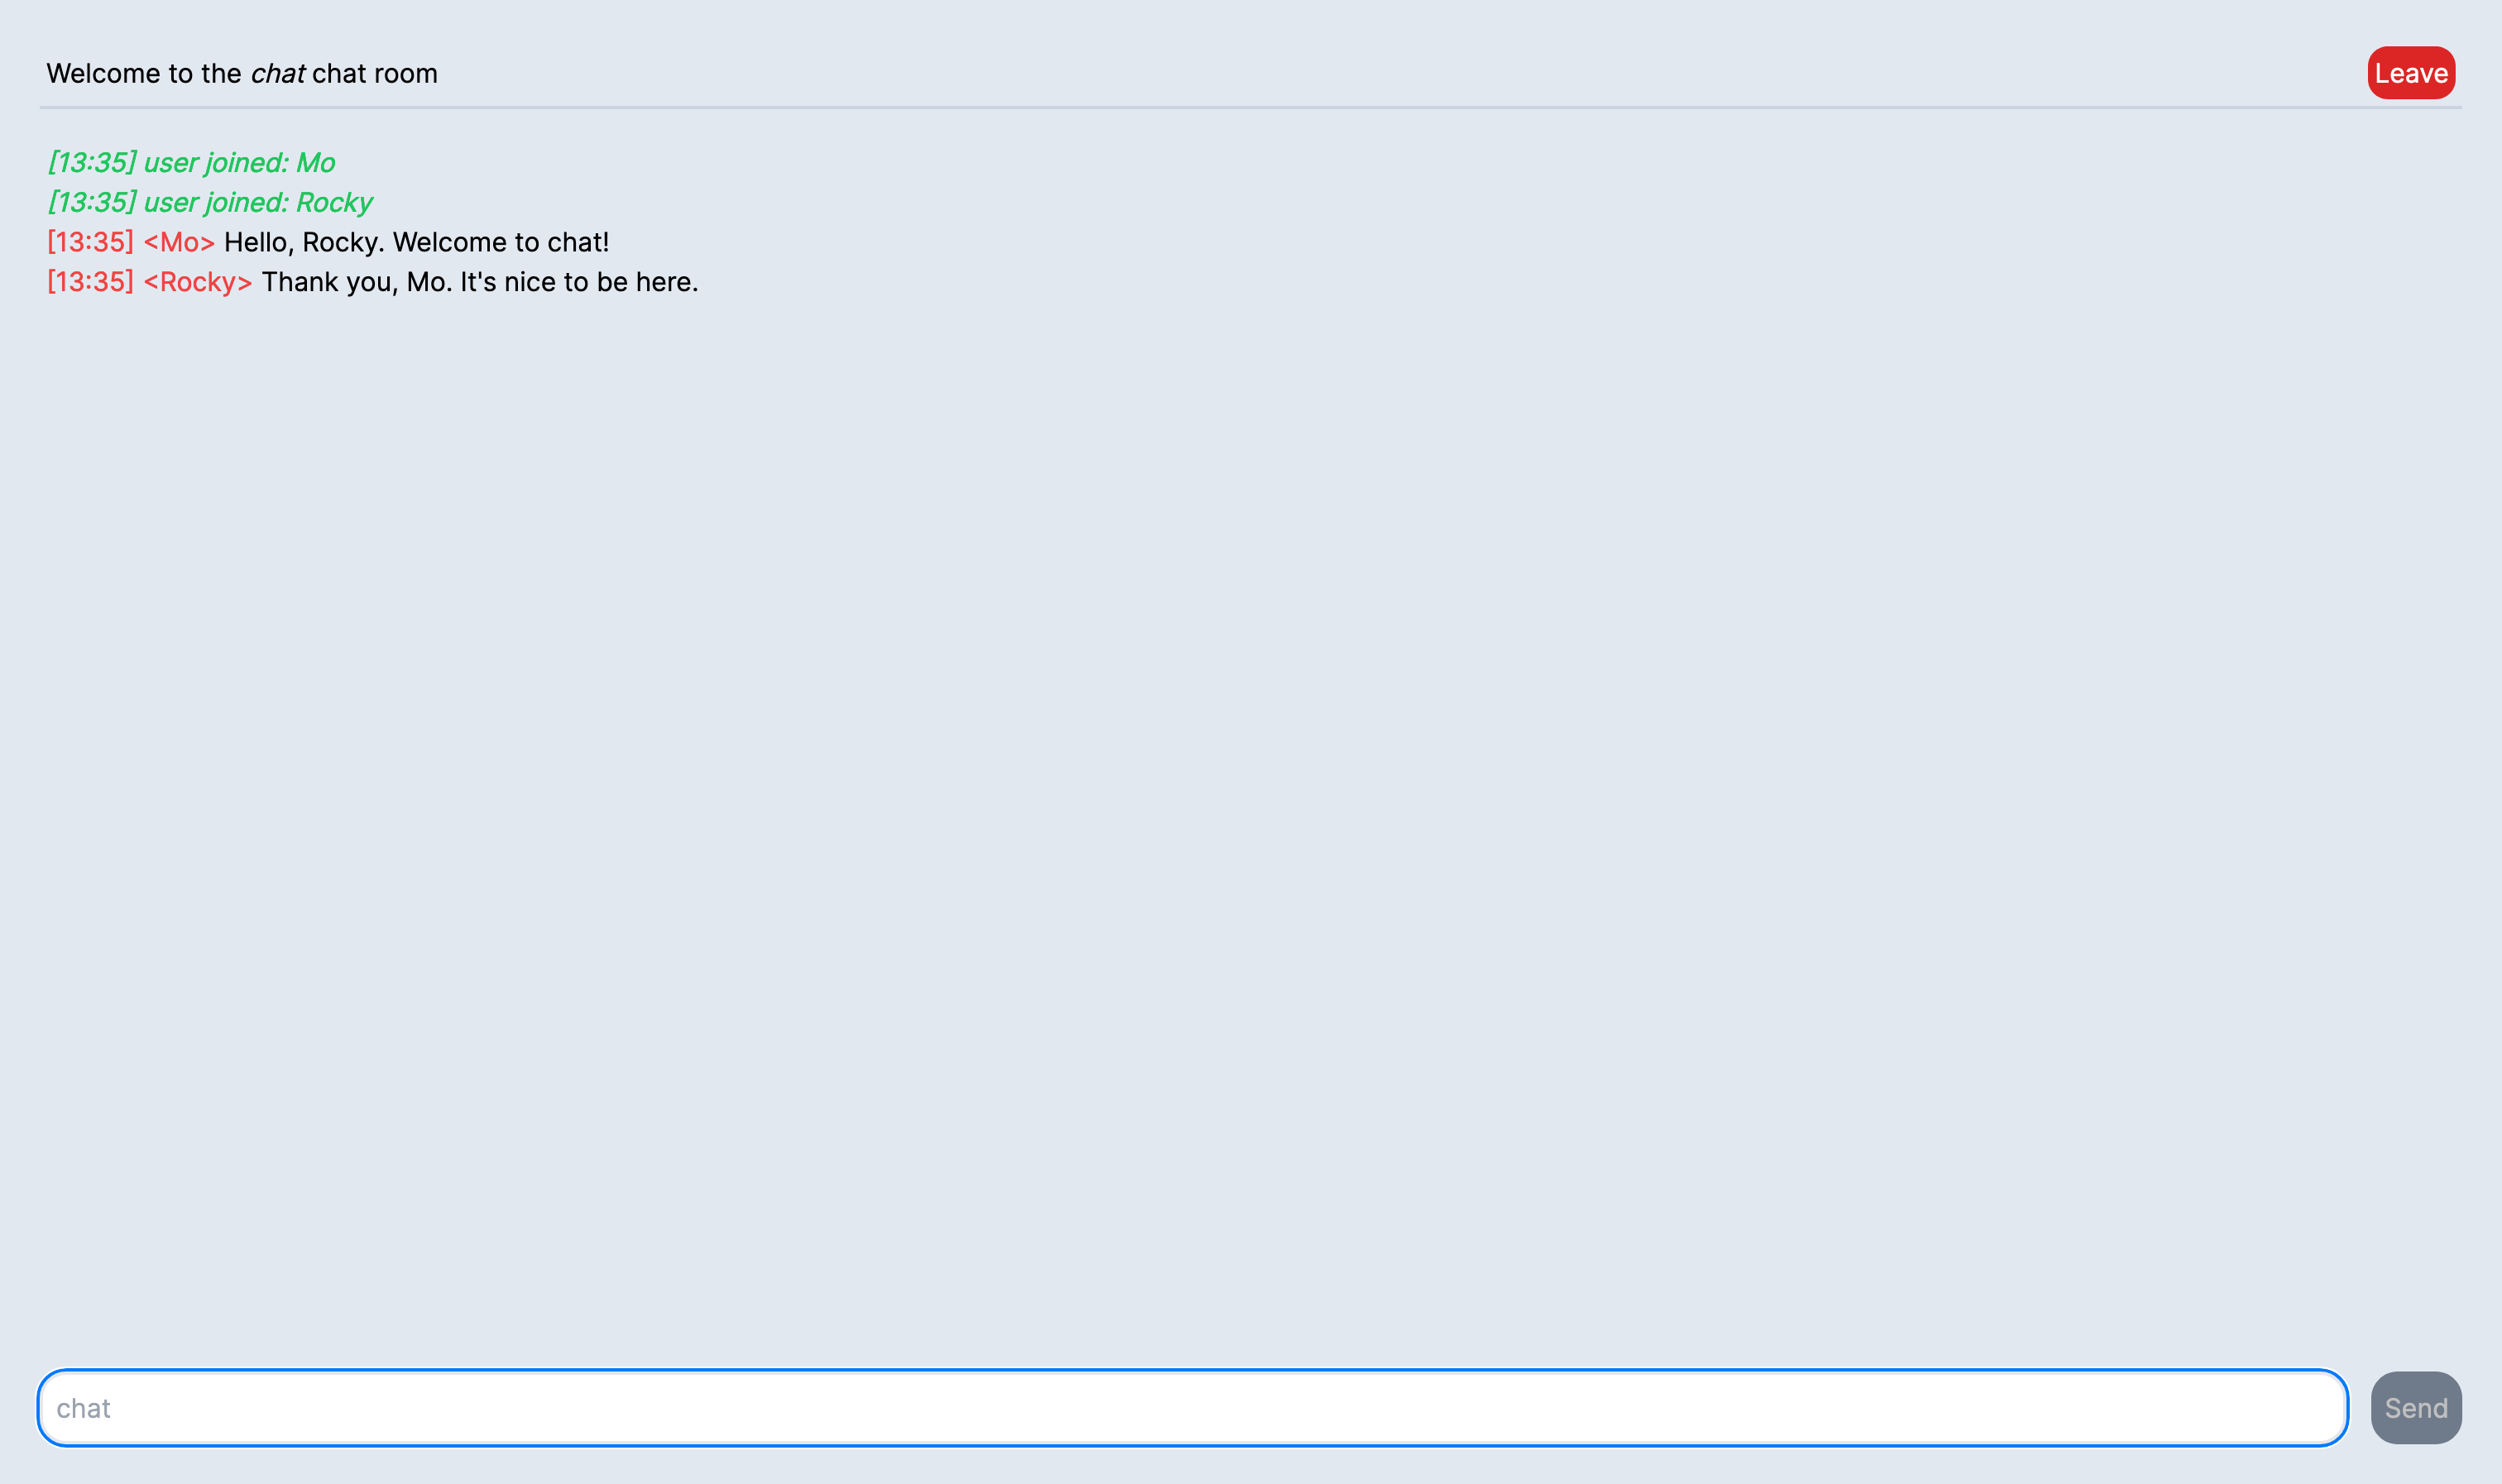 Welcome to the chat chat room
Leave
[13:35] user joined: Mo
[13:35] user joined: Rocky
[13:35] <Mo> Hello, Rocky. Welcome to chat!
[13:35] <Rocky> Thank you, Mo. It's nice to be here.
chat
Send